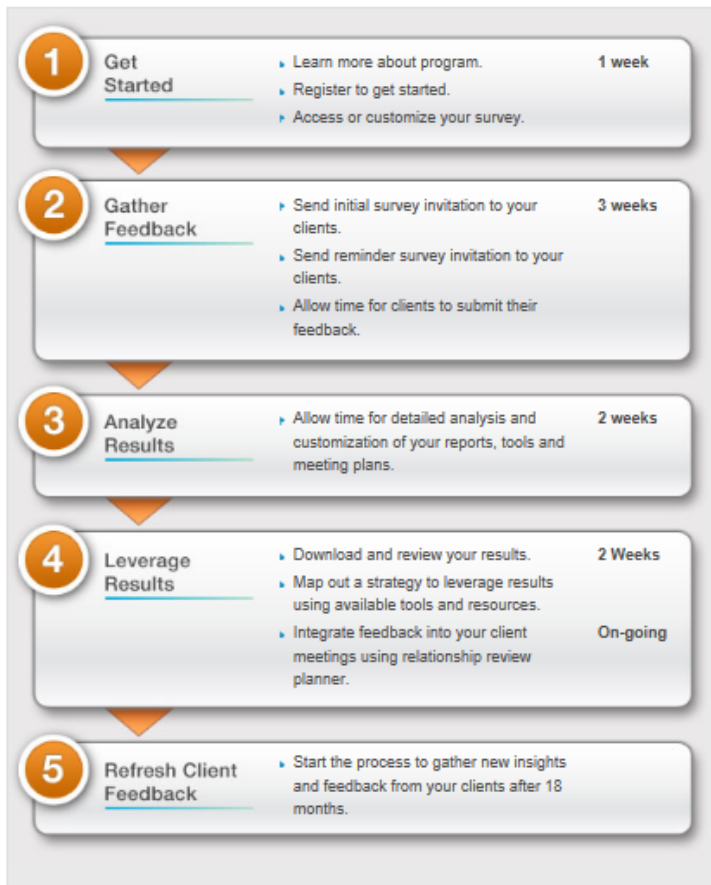 1
Get
Started
Learn more about program.
Register to get started.
Access or customize your survey.
1 week
2
Gather
Feedback
Send initial survey invitation to your
clients.
Send reminder survey invitation to your
clients.
Allow time for clients to submit their
feedback.
3 weeks
3
Analyze
Results
Allow time for detailed analysis and
customization of your reports, tools and
meeting plans.
2 weeks
4
Leverage
Results
Download and review your results.
2 Weeks
Map out a strategy to leverage results
using available tools and resources.
Integrate feedback into your client
meetings using relationship review
planner.
On-going
5
Refresh Client
Feedback
Start the process to gather new insights
and feedback from your clients after 18
months.